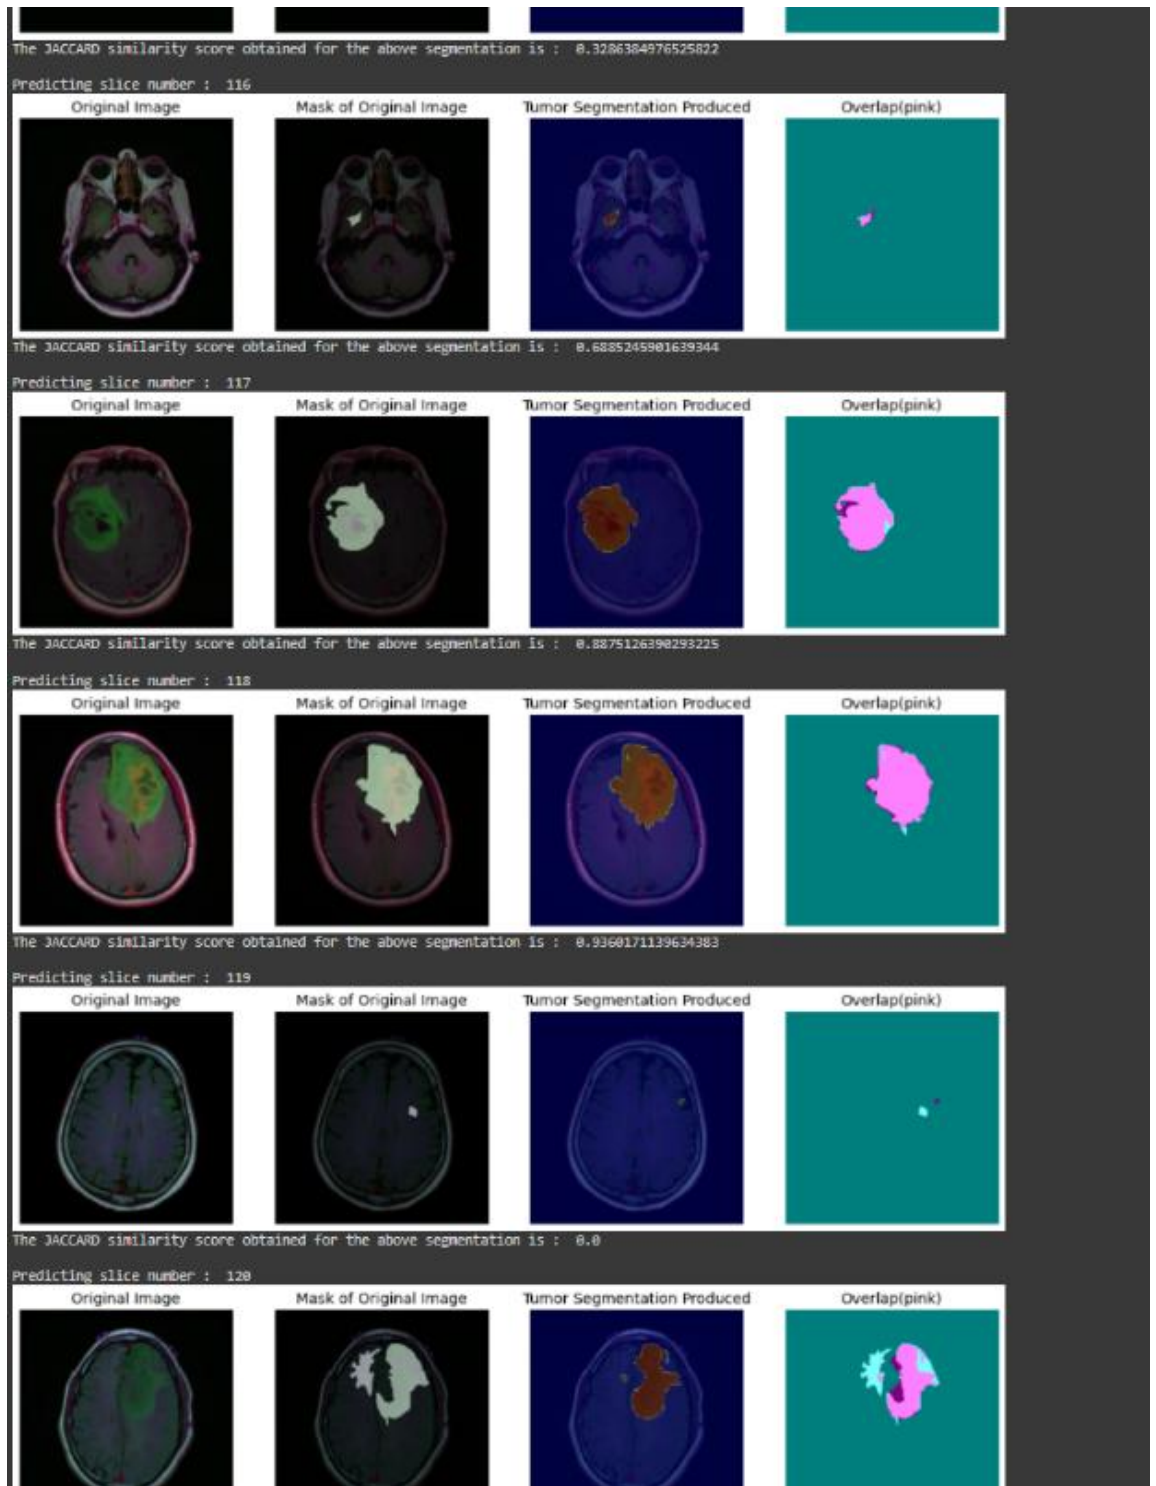 The JACCARD similarity score obtained for the above segmentation is :  0.3286384976525822
Predicting slice number :  116
Original Image Mask of Original Image Tumor Segmentation Produced Overlap(pink)
The JACCARD similarity score obtained for the above segmentation is :  0.6885245901639344
Predicting slice number :  117
Original Image Mask of Original Image Tumor Segmentation Produced Overlap(pink)
The JACCARD similarity score obtained for the above segmentation is :  0.8875126390293225
Predicting slice number :  118
Original Image Mask of Original Image Tumor Segmentation Produced Overlap(pink)
The JACCARD similarity score obtained for the above segmentation is :  0.9360171139634383
Predicting slice number :  119
Original Image Mask of Original Image Tumor Segmentation Produced Overlap(pink)
The JACCARD similarity score obtained for the above segmentation is :  0.0
Predicting slice number :  120
Original Image Mask of Original Image Tumor Segmentation Produced Overlap(pink)